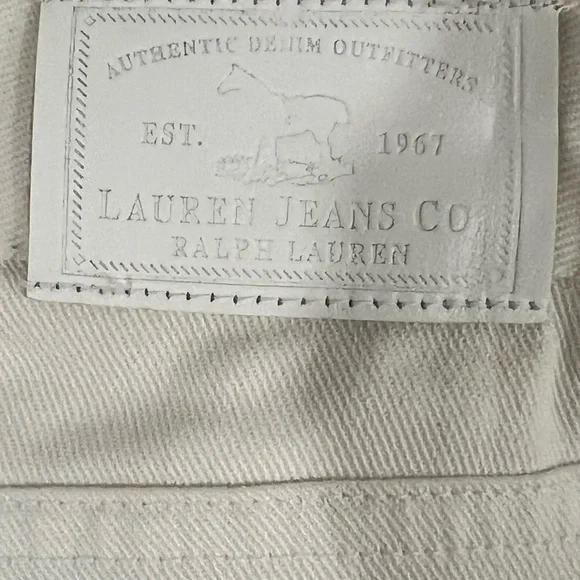 AUTHENTIC DENIM OUTFITTERS
EST. 1967
LAUREN JEANS CO
RALPH LAUREN